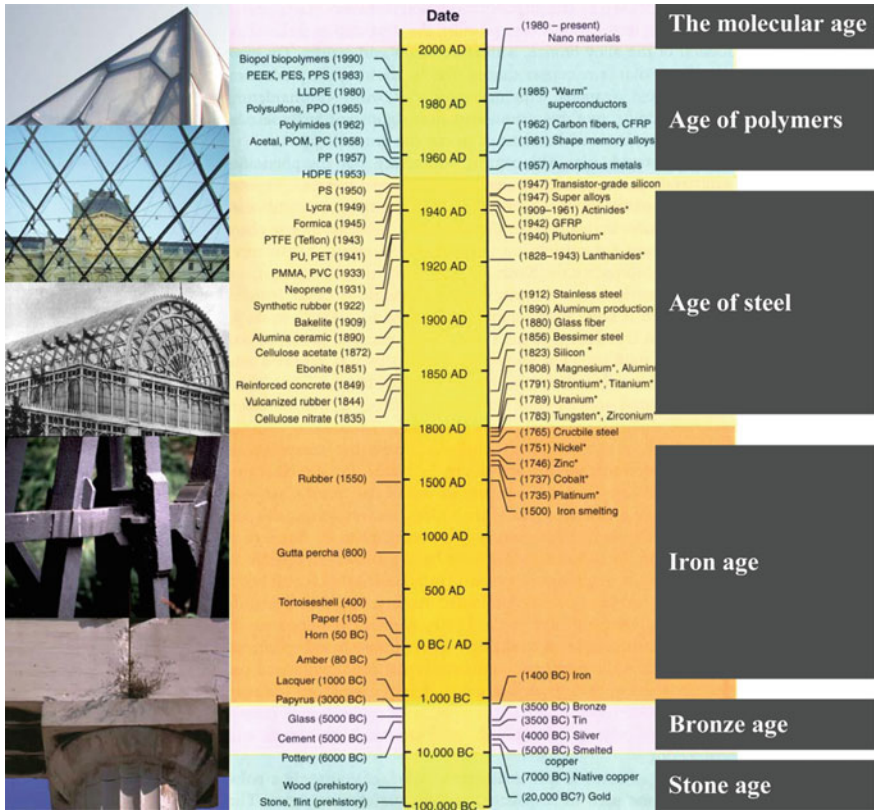 Date
2000 AD
1980 AD
1960 AD
1940 AD
1920 AD
1900 AD
1850 AD
1800 AD
1500 AD
1000 AD
500 AD
0 BC / AD
1,000 BC
10,000 BC
100,000 BC
Biopol biopolymers (1990)
PEEK, PES, PPS (1983)
LLDPE (1980)
Polysulfone, PPO (1965)
Polyimides (1962)
Acetal, POM, PC (1958)
PP (1957)
HDPE (1953)
PS (1950)
Lycra (1949)
Formica (1945)
PTFE (Teflon) (1943)
PU, PET (1941)
PMMA, PVC (1933)
Neoprene (1931)
Synthetic rubber (1922)
Bakelite (1909)
Alumina ceramic (1890)
Cellulose acetate (1872)
Ebonite (1851)
Reinforced concrete (1849)
Vulcanized rubber (1844)
Cellulose nitrate (1835)
Rubber (1550)
Gutta percha (800)
Tortoiseshell (400)
Paper (105)
Horn (50 BC)
Amber (80 BC)
Lacquer (1000 BC)
Papyrus (3000 BC)
Glass (5000 BC)
Cement (5000 BC)
Pottery (6000 BC)
Wood (prehistory)
Stone, flint (prehistory)
(1980 – present)
Nano materials
(1985) "Warm"
superconductors
(1962) Carbon fibers, CFRP
(1961) Shape memory alloys
(1957) Amorphous metals
(1947) Transistor-grade silicon
(1947) Super alloys
(1909–1961) Actinides*
(1942) GFRP
(1940) Plutonium*
(1828–1943) Lanthanides*
(1912) Stainless steel
(1890) Aluminum production
(1880) Glass fiber
(1856) Bessimer steel
(1823) Silicon *
(1808) Magnesium*, Alumin
(1791) Strontium*, Titanium*
(1789) Uranium*
(1783) Tungsten*, Zirconium
(1765) Crucbile steel
(1751) Nickel*
(1746) Zinc*
(1737) Cobalt*
(1735) Platinum*
(1500) Iron smelting
(1400 BC) Iron
(3500 BC) Bronze
(3500 BC) Tin
(4000 BC) Silver
(5000 BC) Smelted
copper
(7000 BC) Native copper
(20,000 BC?) Gold
The molecular age
Age of polymers
Age of steel
Iron age
Bronze age
Stone age